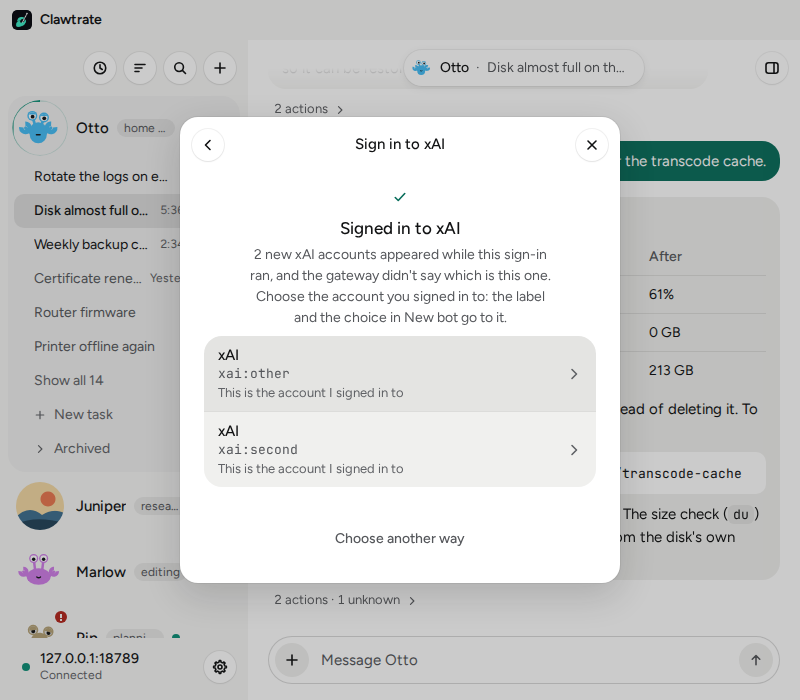 Clawtrate
Otto · Disk almost full on th...
2 actions
Otto home ...
Rotate the logs on e...
Disk almost full o... 5:36
Weekly backup c... 2:34
Certificate rene... Yeste
Router firmware
Printer offline again
Show all 14
+ New task
Archived
Juniper resea...
Marlow editing
Pip planni...
127.0.0.1:18789
Connected
Sign in to xAI
Signed in to xAI
2 new xAI accounts appeared while this sign-in
ran, and the gateway didn't say which is this one.
Choose the account you signed in to: the label
and the choice in New bot go to it.
xAI
xai:other
This is the account I signed in to
xAI
xai:second
This is the account I signed in to
Choose another way
the transcode cache.
After
61%
0 GB
213 GB
ead of deleting it. To
/transcode-cache
The size check ( du )
om the disk's own
2 actions · 1 unknown
Message Otto